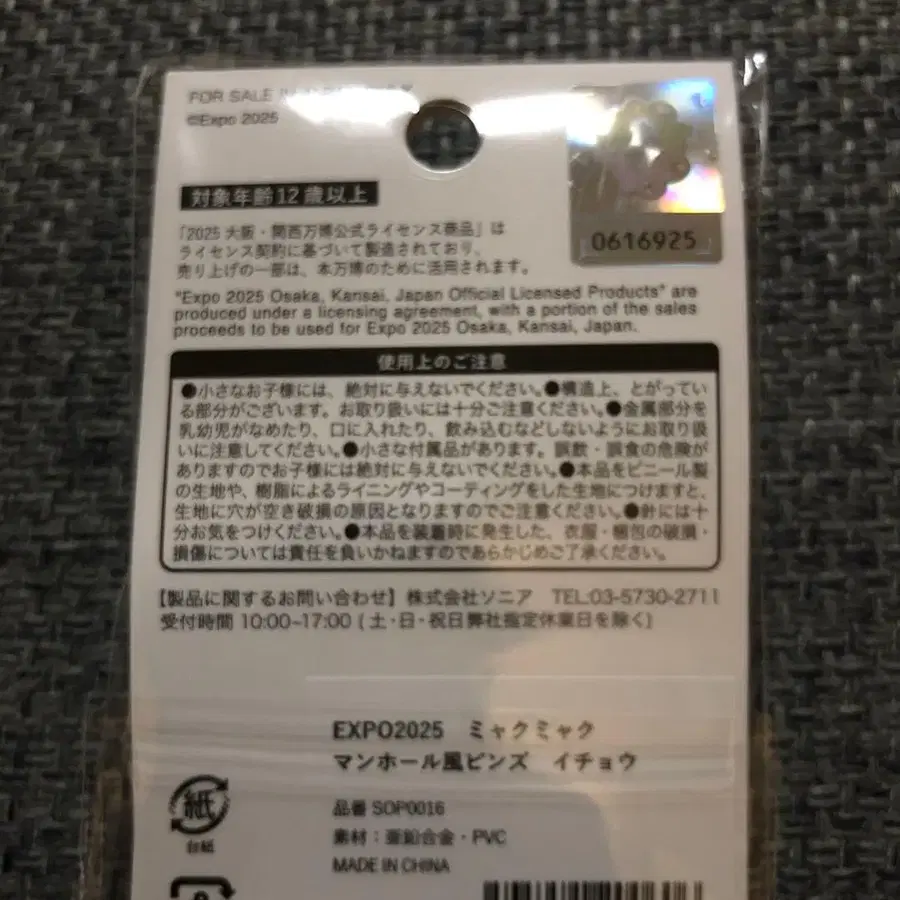 FOR SALE
©Expo 2025
0616925
対象年齢12歳以上
「2025 大阪・関西万博公式ライセンス商品」は
ライセンス契約に基づいて製造されており、
売り上げの一部は、本万博のために活用されます。
"Expo 2025 Osaka, Kansai, Japan Official Licensed Products" are
produced under a licensing agreement, with a portion of the sales
proceeds to be used for Expo 2025 Osaka, Kansai, Japan.
使用上のご注意
●小さなお子様には、絶対に与えないでください。●構造上、とがってい
る部分がございます。お取り扱いには十分ご注意ください。●金属部分を
乳幼児がなめたり、口に入れたり、飲み込むなどしないようにお取り扱
いに注意してください。●小さな付属品があります。誤飲・誤食の危険が
ありますのでお子様には絶対に与えないでください。●本品をビニール製
の生地や、樹脂によるライニングやコーティングをした生地につけますと、
生地に穴が空き破損の原因となりますのでご注意ください。●針には十
分お気をつけください。●本品を装着時に発生した、衣服・梱包の破損・
損傷については責任を負いかねますのであらかじめご了承ください。
【製品に関するお問い合わせ】株式会社ソニア TEL.03-5730-2711
受付時間 10:00~17:00 (土・日・祝日弊社指定休業日を除く)
EXPO2025 ミャクミャク
マンホール風ピンズ イチョウ
紙
台紙
品番 SOP0016
素材：亜鉛合金・PVC
MADE IN CHINA